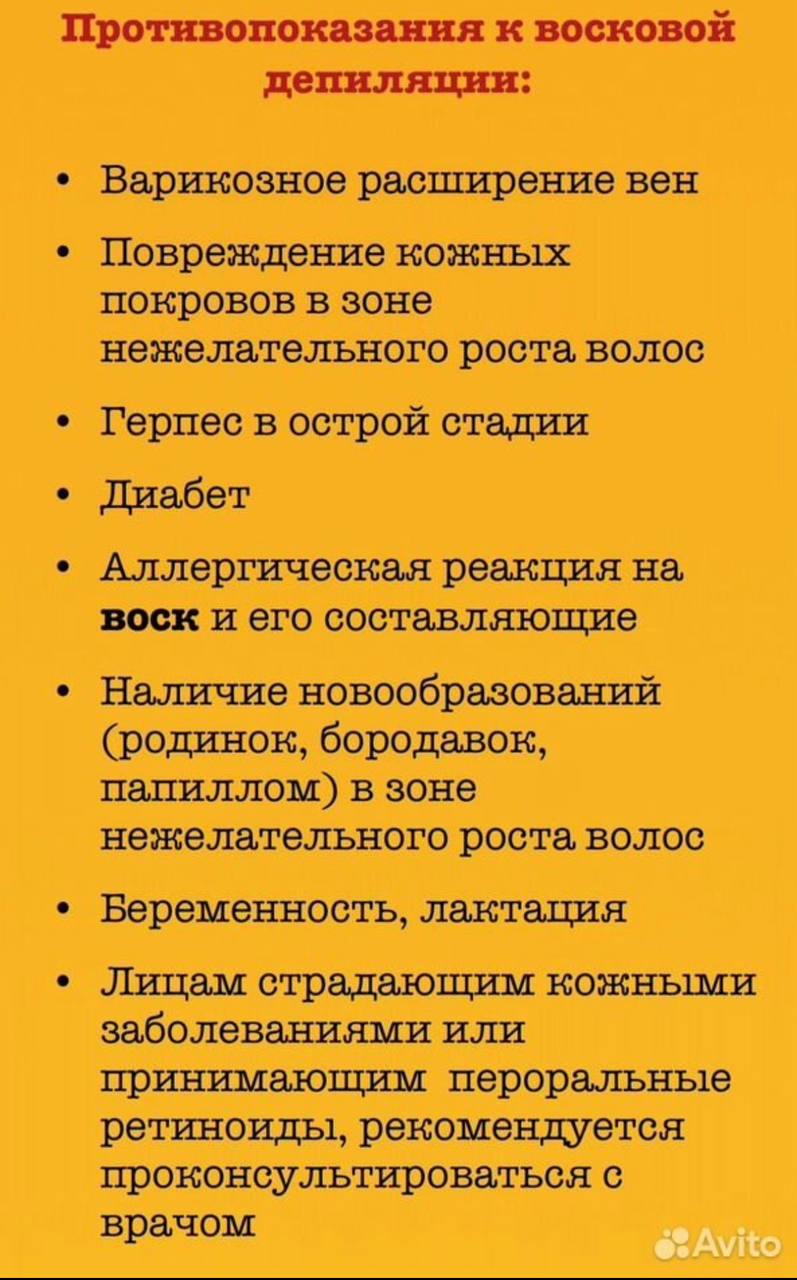 Противопоказания к восковой
депиляции:
• Варикозное расширение вен
• Повреждение кожных
покровов в зоне
нежелательного роста волос
• Герпес в острой стадии
• Диабет
• Аллергическая реакция на
воск и его составляющие
• Наличие новообразований
(родинок, бородавок,
папиллом) в зоне
нежелательного роста волос
• Беременность, лактация
• Лицам страдающим кожными
заболеваниями или
принимающим пероральные
ретиноиды, рекомендуется
проконсультироваться с
врачом
Avito